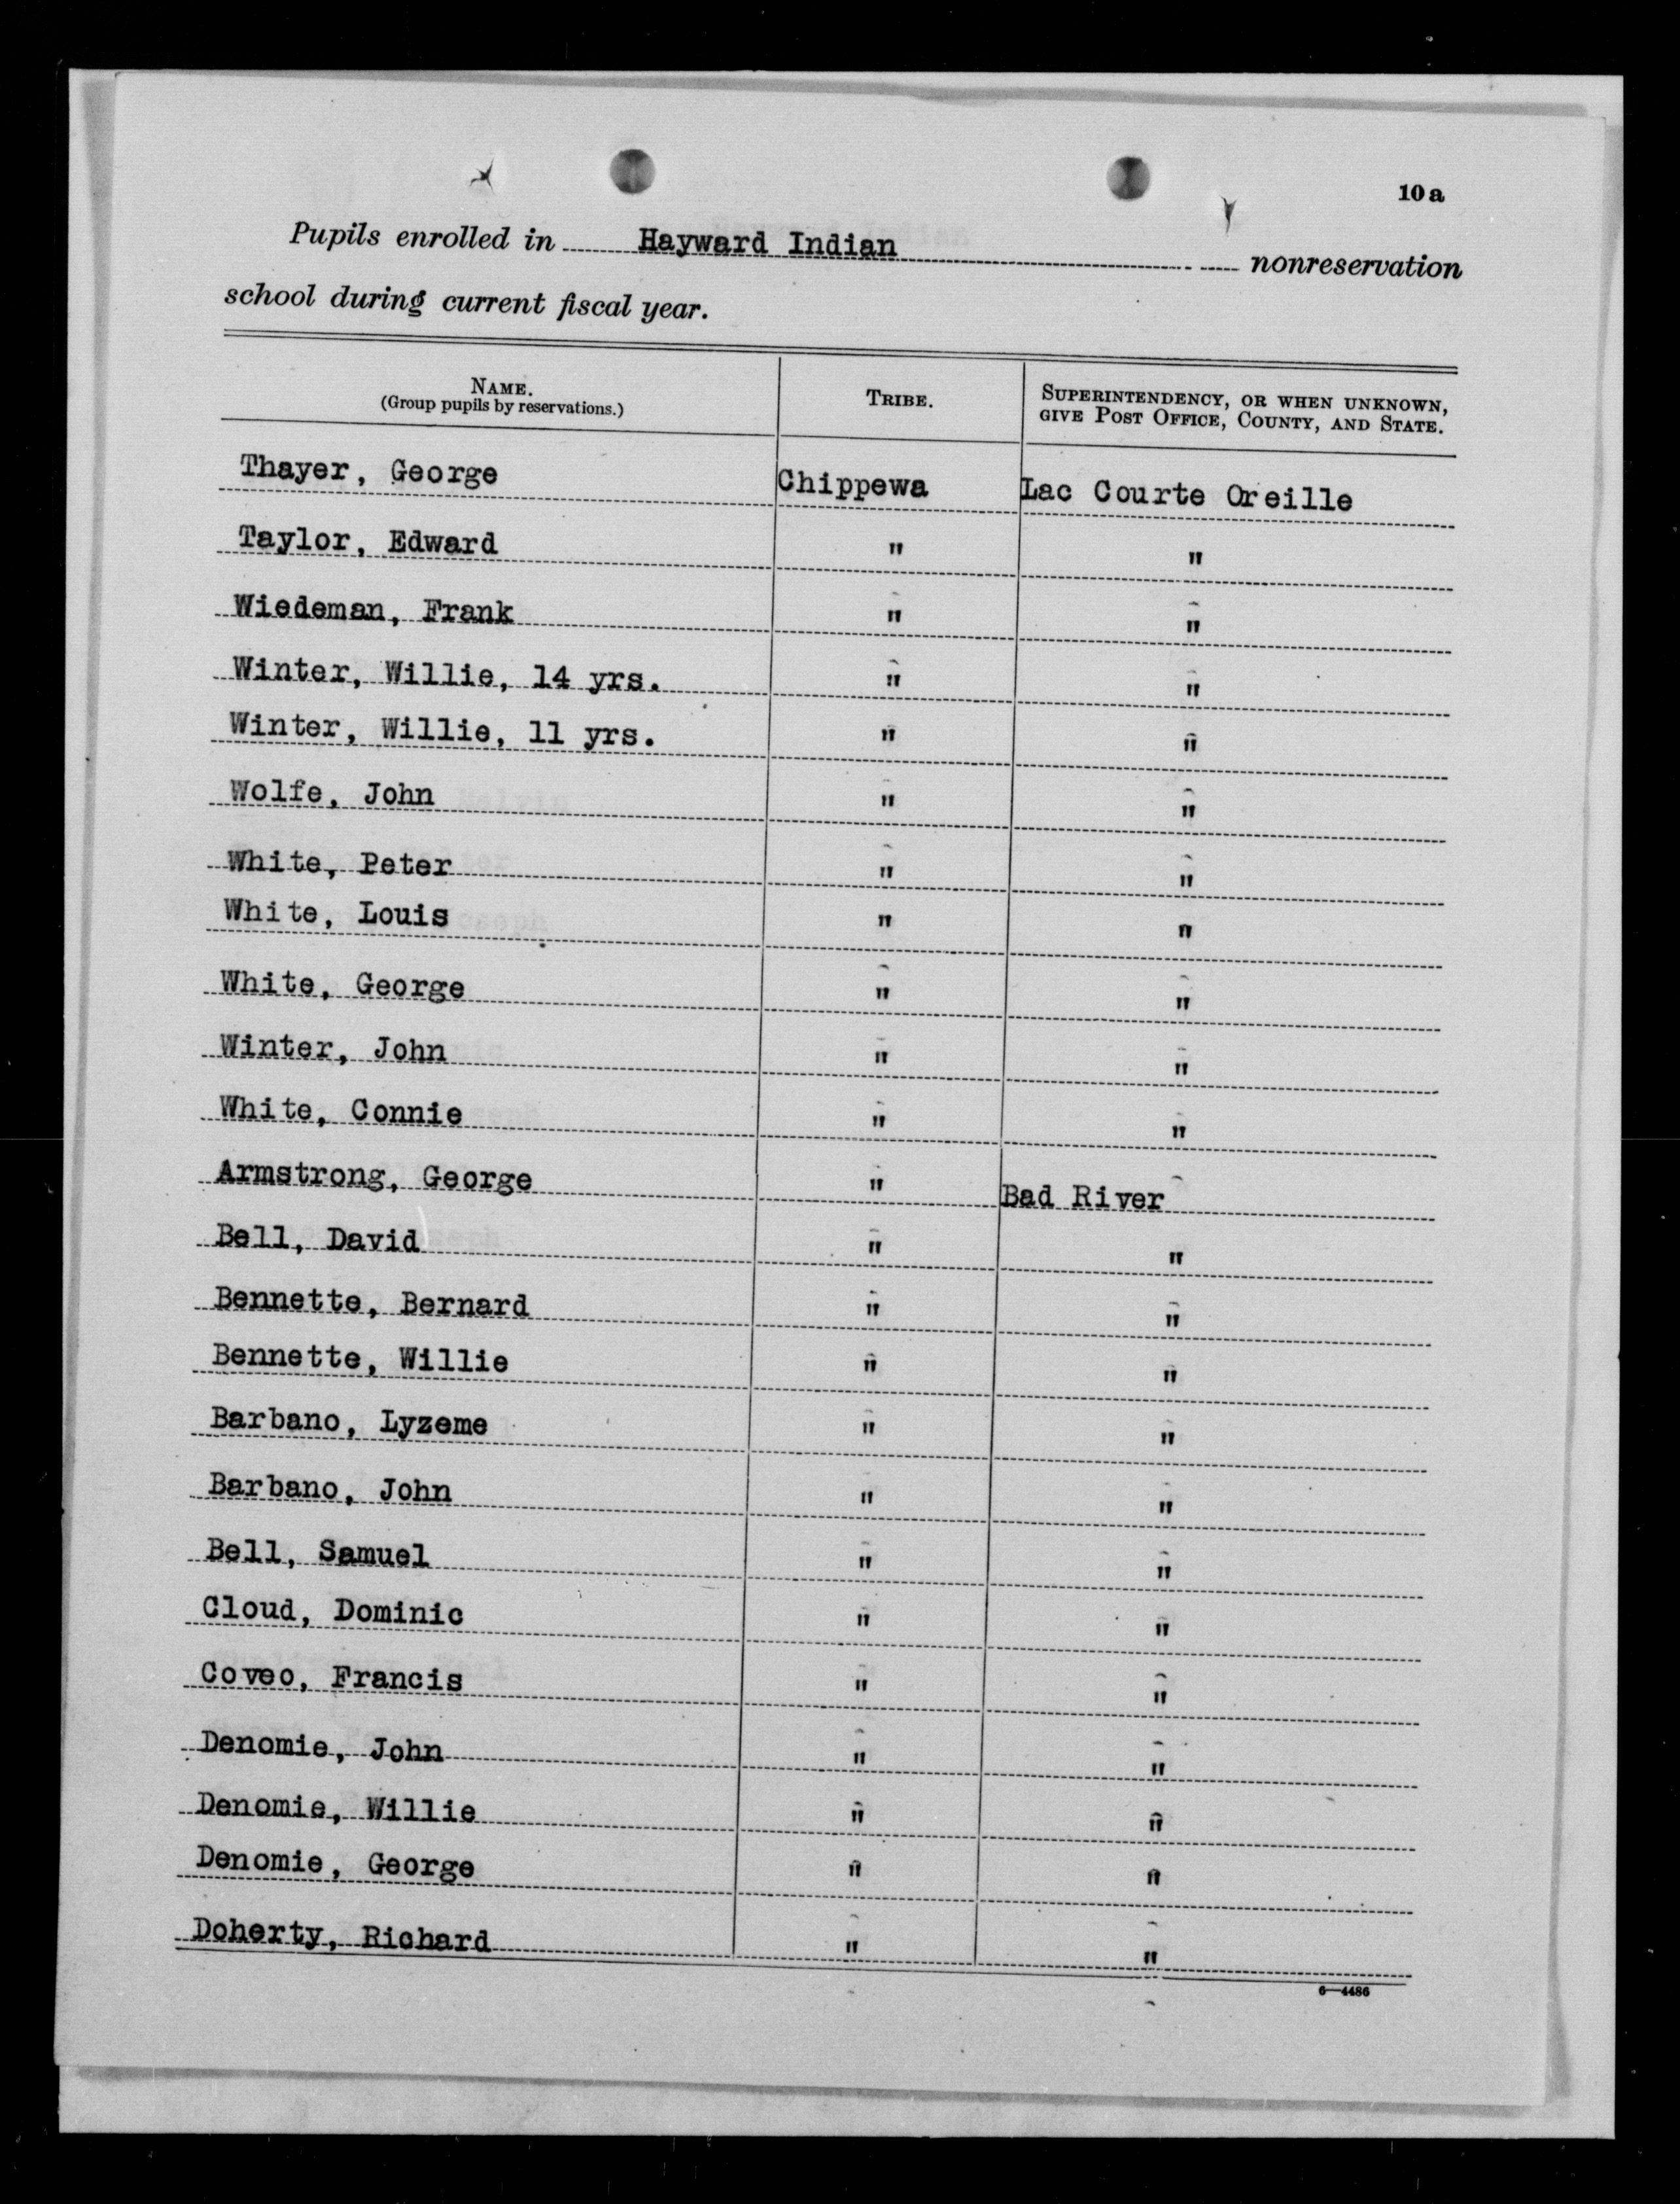 10a
Pupils enrolled in Hayward Indian nonreservation
school during current fiscal year.
NAME. TRIBE. SUPERINTENDENCY, OR WHEN UNKNOWN,
(Group pupils by reservations.) GIVE POST OFFICE, COUNTY, AND STATE.
Thayer, George Chippewa Lac Courte Oreille
Taylor, Edward " "
Wiedeman, Frank " "
Winter, Willie, 14 yrs. " "
Winter, Willie, 11 yrs. " "
Wolfe, John " "
White, Peter " "
White, Louis " "
White, George " "
Winter, John " "
White, Connie " "
Armstrong, George " Bad River
Bell, David " "
Bennette, Bernard " "
Bennette, Willie " "
Barbano, Lyzeme " "
Barbano, John " "
Bell, Samuel " "
Cloud, Dominic " "
Coveo, Francis " "
Denomie, John " "
Denomie, Willie " "
Denomie, George " "
Doherty, Richard " "
6—4486